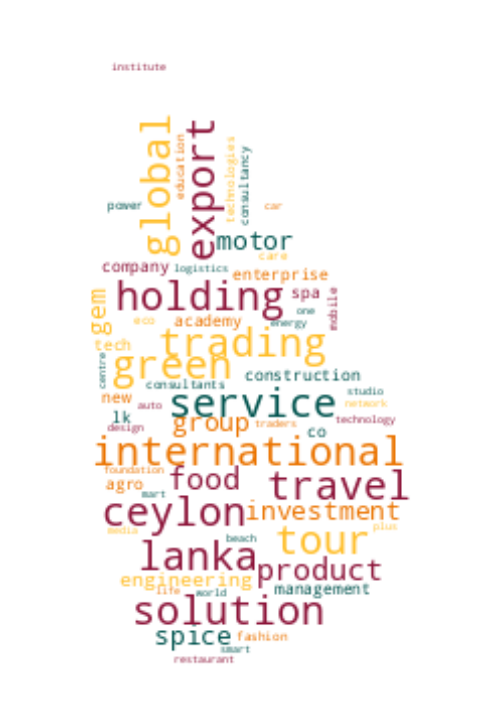 institute
global
export
education
technologies
consultancy
power
car
motor
care
company
logistics
enterprise
holding
spa
gem
one
mobile
eco
academy
energy
trading
tech
green
centre
construction
consultants
new
auto
service
studio
network
lk
design
group
traders
co
technology
international
foundation
food
travel
agro
mart
ceylon
investment
media
tour
plus
beach
lanka
product
engineering
life
world
management
solution
spice
fashion
smart
restaurant